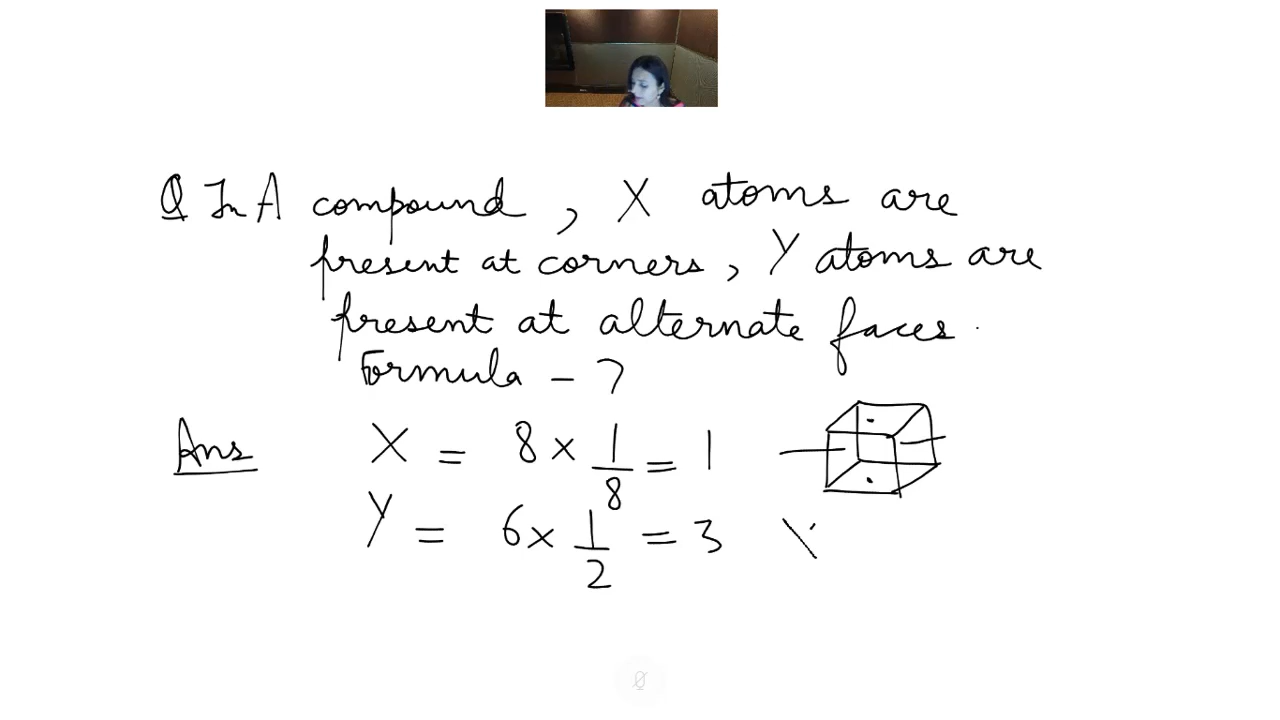 Q In A compound, X atoms are
present at corners, Y atoms are
present at alternate faces.
Formula - ?
Ans X = 8 × 1/8 = 1
Y = 6 × 1/2 = 3